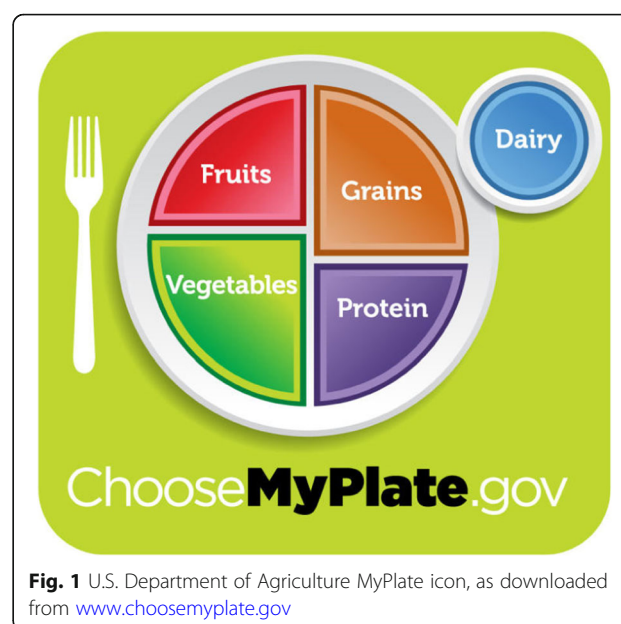 Fruits
Grains
Dairy
Vegetables
Protein
ChooseMyPlate.gov
Fig. 1 U.S. Department of Agriculture MyPlate icon, as downloaded
from www.choosemyplate.gov